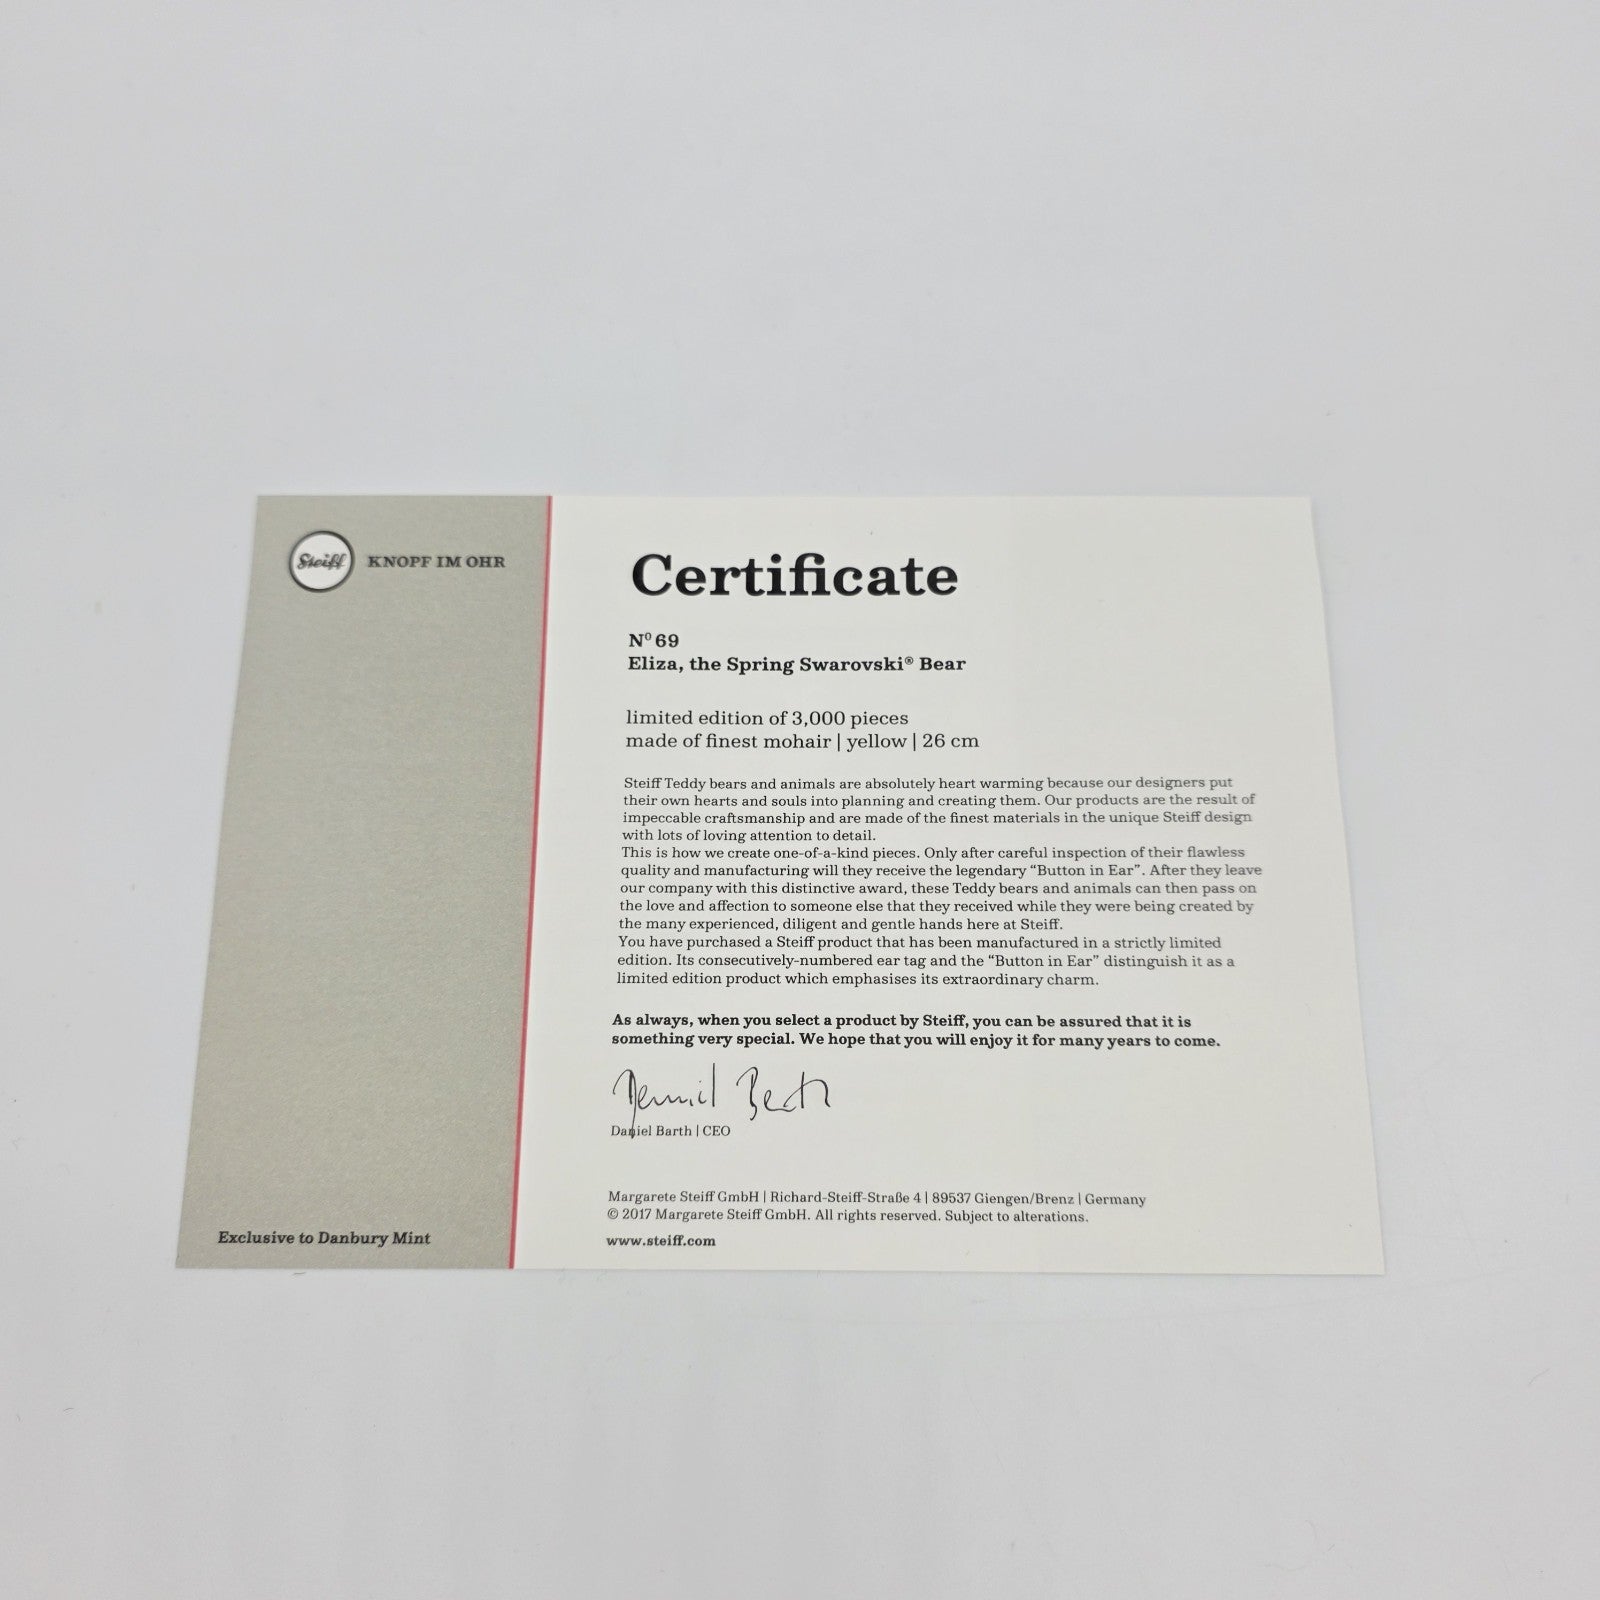 Steiff KNOPF IM OHR
Certificate
Nº 69
Eliza, the Spring Swarovski® Bear
limited edition of 3,000 pieces
made of finest mohair | yellow | 26 cm
Steiff Teddy bears and animals are absolutely heart warming because our designers put
their own hearts and souls into planning and creating them. Our products are the result of
impeccable craftsmanship and are made of the finest materials in the unique Steiff design
with lots of loving attention to detail.
This is how we create one-of-a-kind pieces. Only after careful inspection of their flawless
quality and manufacturing will they receive the legendary “Button in Ear”. After they leave
our company with this distinctive award, these Teddy bears and animals can then pass on
the love and affection to someone else that they received while they were being created by
the many experienced, diligent and gentle hands here at Steiff.
You have purchased a Steiff product that has been manufactured in a strictly limited
edition. Its consecutively-numbered ear tag and the “Button in Ear” distinguish it as a
limited edition product which emphasises its extraordinary charm.
As always, when you select a product by Steiff, you can be assured that it is
something very special. We hope that you will enjoy it for many years to come.
Daniel Barth
Daniel Barth | CEO
Margarete Steiff GmbH | Richard-Steiff-Straße 4 | 89537 Giengen/Brenz | Germany
© 2017 Margarete Steiff GmbH. All rights reserved. Subject to alterations.
www.steiff.com
Exclusive to Danbury Mint